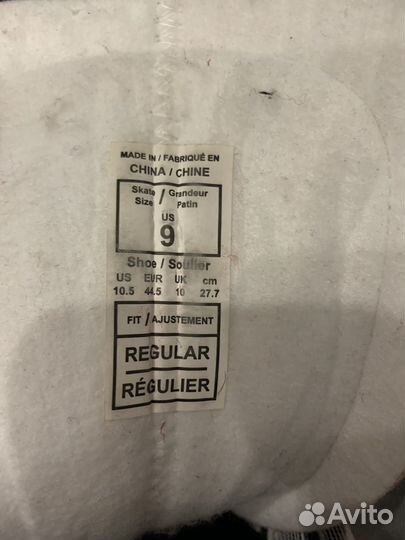 MADE IN / FABRIQUÉ EN
CHINA / CHINE
Skate / Grandeur
Size Patin
US
9
Shoe / Soulier
US EUR UK cm
10.5 44.5 10 27.7
FIT / AJUSTEMENT
REGULAR
RÉGULIER
Avito